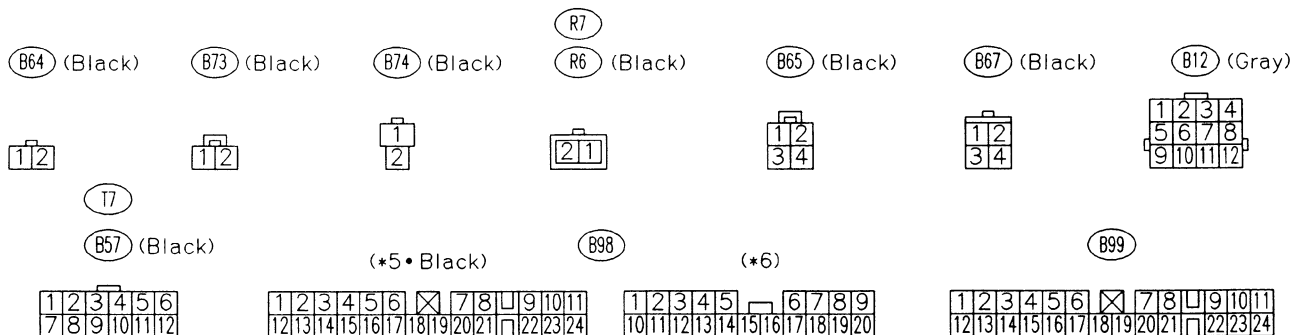 R7
B64 (Black) B73 (Black) B74 (Black) R6 (Black) B65 (Black) B67 (Black) B12 (Gray)
1 2 3 4
1 1 2 1 2 5 6 7 8
1 2 1 2 2 2 1 3 4 3 4 9 10 11 12
T7
B57 (Black) (*5•Black) B98 (*6) B99
1 2 3 4 5 6 1 2 3 4 5 6 7 8 9 10 11 1 2 3 4 5 6 7 8 9 1 2 3 4 5 6 7 8 9 10 11
7 8 9 10 11 12 12 13 14 15 16 17 18 19 20 21 22 23 24 10 11 12 13 14 15 16 17 18 19 20 12 13 14 15 16 17 18 19 20 21 22 23 24